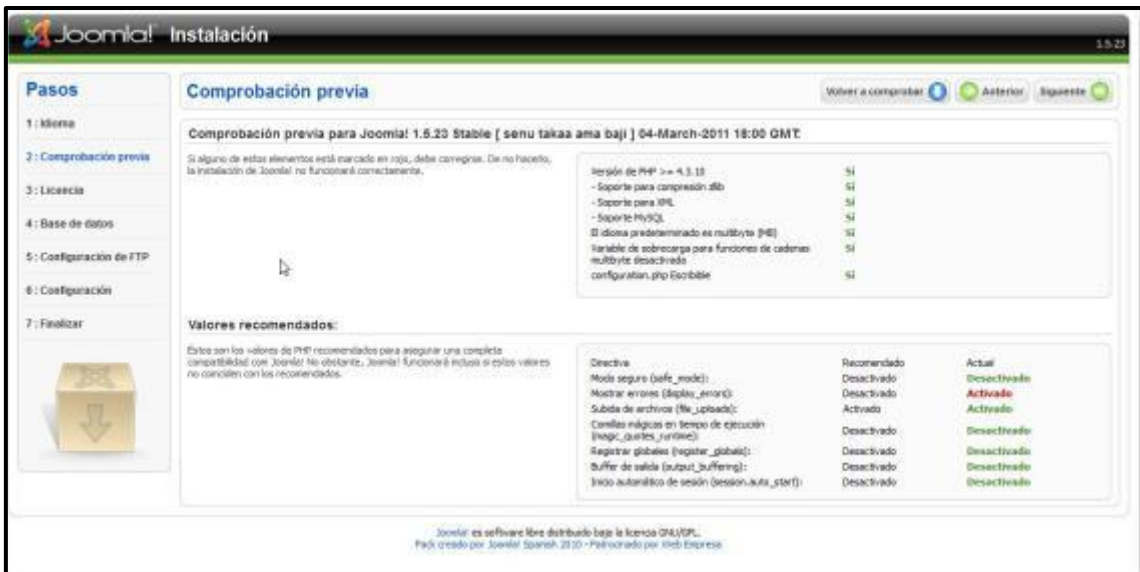 Joomla! Instalación
1.5.23
Pasos
1 : Idioma
2 : Comprobación previa
3 : Licencia
4 : Base de datos
5 : Configuración de FTP
6 : Configuración
7 : Finalizar
Comprobación previa
Volver a comprobar Anterior Siguiente
Comprobación previa para Joomla! 1.5.23 Stable [ senu takaa ama baji ] 04-March-2011 18:00 GMT:
Si alguno de estos elementos está marcado en rojo, debe corregirse. De no hacerlo,
la instalación de Joomla! no funcionará correctamente.
Versión de PHP >= 4.3.10 Sí
- Soporte para compresión zlib Sí
- Soporte para XML Sí
- Soporte MySQL Sí
El idioma predeterminado es multibyte (MB) Sí
Variable de sobrecarga para funciones de cadenas Sí
multibyte desactivado
configuration.php Escribible Sí
Valores recomendados:
Estos son los valores de PHP recomendados para asegurar una completa
compatibilidad con Joomla! No obstante, Joomla! funcionará incluso si estos valores
no coinciden con los recomendados.
Directiva Recomendado Actual
Modo seguro (safe_mode): Desactivado Desactivado
Mostrar errores (display_errors): Desactivado Activado
Subida de archivos (file_uploads): Activado Activado
Comillas mágicas en tiempo de ejecución
(magic_quotes_runtime): Desactivado Desactivado
Registrar globales (register_globals): Desactivado Desactivado
Buffer de salida (output_buffering): Desactivado Desactivado
Inicio automático de sesión (session.auto_start): Desactivado Desactivado
Joomla! es software libre distribuido bajo la licencia GNU/GPL.
Pack creado por Joomla! Spanish 2010 - Patrocinado por Web Empresa